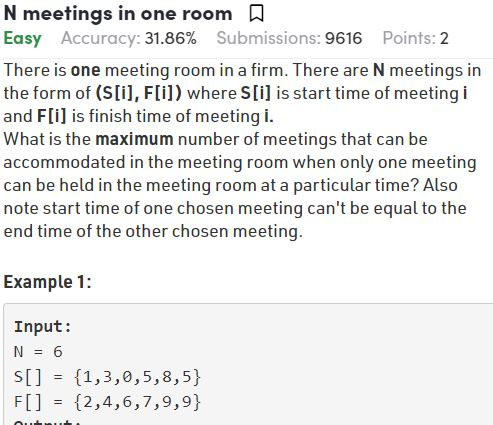 N meetings in one room
Easy Accuracy: 31.86% Submissions: 9616 Points: 2
There is one meeting room in a firm. There are N meetings in
the form of (S[i], F[i]) where S[i] is start time of meeting i
and F[i] is finish time of meeting i.
What is the maximum number of meetings that can be
accommodated in the meeting room when only one meeting
can be held in the meeting room at a particular time? Also
note start time of one chosen meeting can't be equal to the
end time of the other chosen meeting.
Example 1:
Input:
N = 6
S[] = {1,3,0,5,8,5}
F[] = {2,4,6,7,9,9}